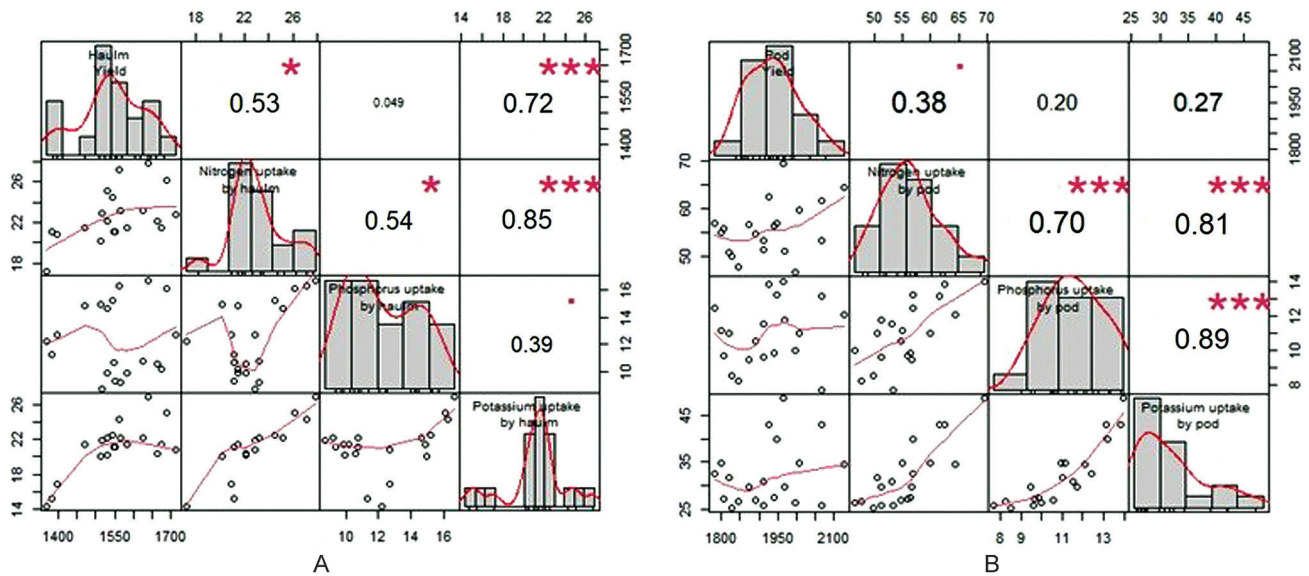 18 22 26 14 18 22 26
50 55 60 65 70 25 30 35 40 45
Haulm
Yield
* *** 1400 1550 1700
0.53 0.049 0.72
Pod
Yield
1800 1950 2100
0.38 0.20 0.27
18 22 26
Nitrogen uptake
by haulm
* ***
0.54 0.85
50 60 70
Nitrogen uptake
by pod
*** ***
0.70 0.81
Phosphorus uptake
by haulm
10 12 14 16
0.39
Phosphorus uptake
by pod
***
8 10 12 14
0.89
14 18 22 26
Potassium uptake
by haulm
25 35 45
Potassium uptake
by pod
1400 1550 1700 10 12 14 16
1800 1950 2100 8 9 11 13
A B